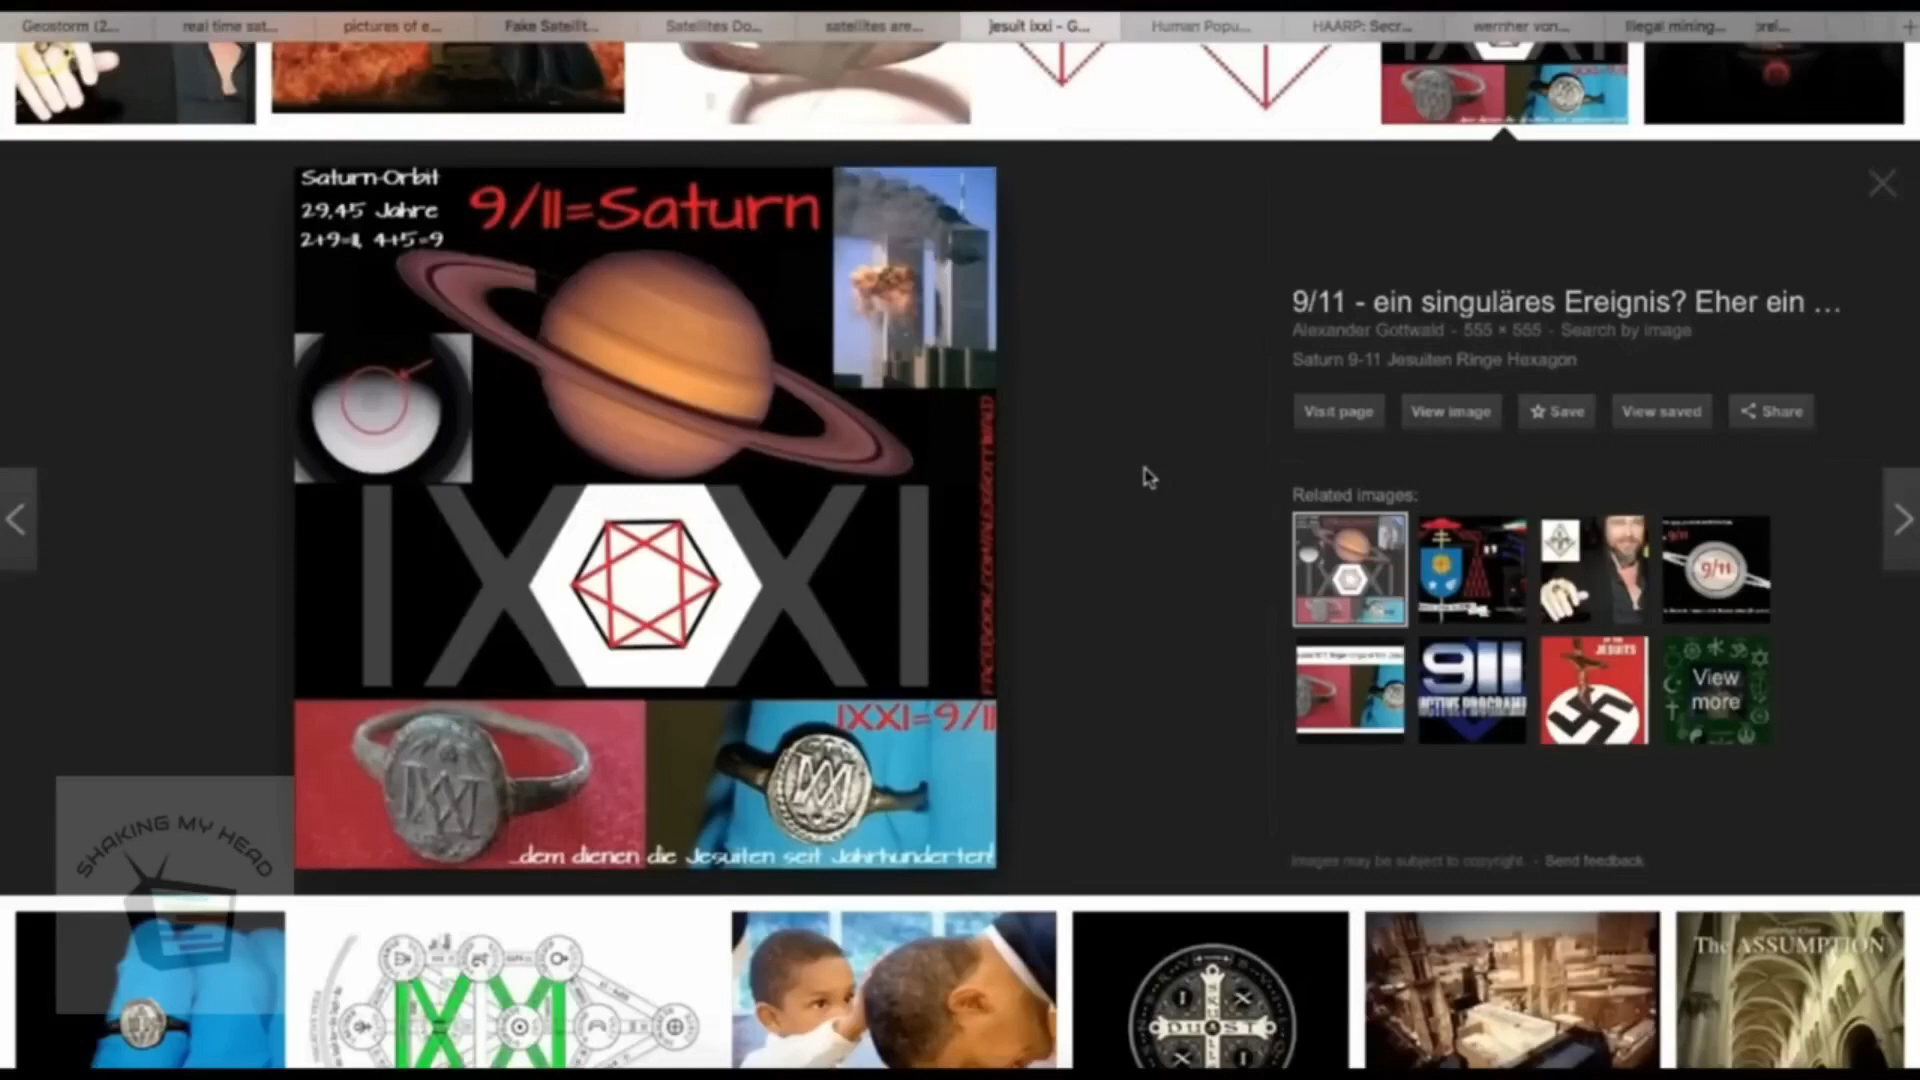 Geostorm (2...
real time sat...
pictures of e...
Fake Satellit...
Satellites Do...
satellites are...
jesuit ixxi - G...
Human Popu...
HAARP: Secr...
wernher von...
Illegal mining...
Saturn-Orbit
29,45 Jahre
2+9=11, 4+5=9
9/11=Saturn
IXXI
IXXI=9/11
...dem dienen die Jesuiten seit Jahrhunderten!
9/11 - ein singuläres Ereignis? Eher ein ...
Alexander Gottwald - 555 × 555 - Search by image
Saturn 9-11 Jesuiten Ringe Hexagon
Visit page
View image
Save
View saved
Share
Related images:
9/11
911
JESUITS
View more
Images may be subject to copyright. - Send feedback
SHAKING MY HEAD
The ASSUMPTION